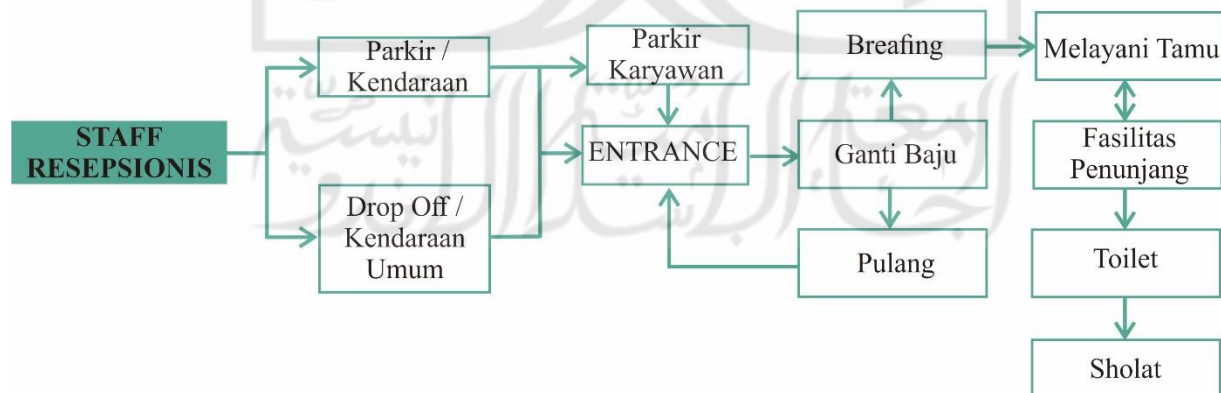 STAFF
RESEPSIONIS
Parkir /
Kendaraan
Drop Off /
Kendaraan
Umum
Parkir
Karyawan
ENTRANCE
Breafing
Ganti Baju
Pulang
Melayani Tamu
Fasilitas
Penunjang
Toilet
Sholat